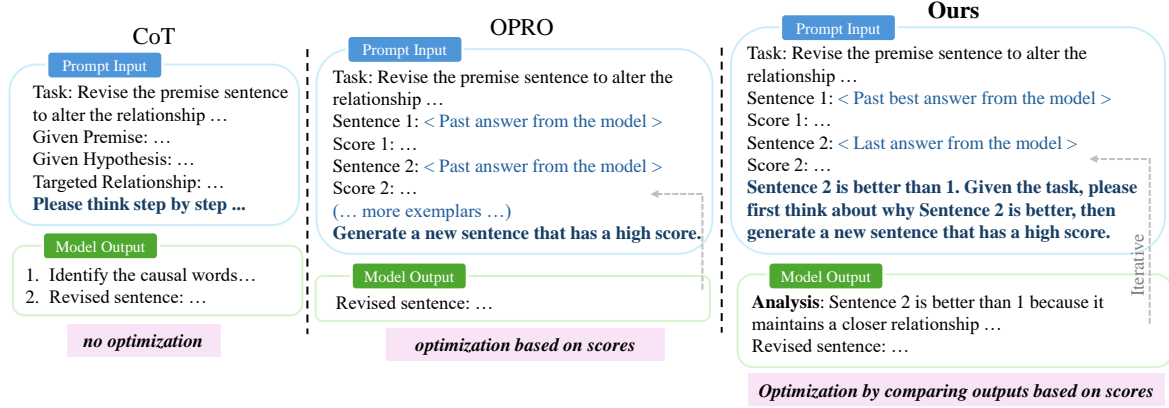 CoT
Prompt Input
Task: Revise the premise sentence
to alter the relationship …
Given Premise: …
Given Hypothesis: …
Targeted Relationship: …
Please think step by step ...
Model Output
1. Identify the causal words…
2. Revised sentence: …
no optimization
OPRO
Prompt Input
Task: Revise the premise sentence to alter the
relationship …
Sentence 1: < Past answer from the model >
Score 1: …
Sentence 2: < Past answer from the model >
Score 2: …
(… more exemplars …)
Generate a new sentence that has a high score.
Model Output
Revised sentence: …
optimization based on scores
Ours
Prompt Input
Task: Revise the premise sentence to alter the
relationship …
Sentence 1: < Past best answer from the model >
Score 1: …
Sentence 2: < Last answer from the model >
Score 2: …
Sentence 2 is better than 1. Given the task, please
first think about why Sentence 2 is better, then
generate a new sentence that has a high score.
Iterative
Model Output
Analysis: Sentence 2 is better than 1 because it
maintains a closer relationship …
Revised sentence: …
Optimization by comparing outputs based on scores